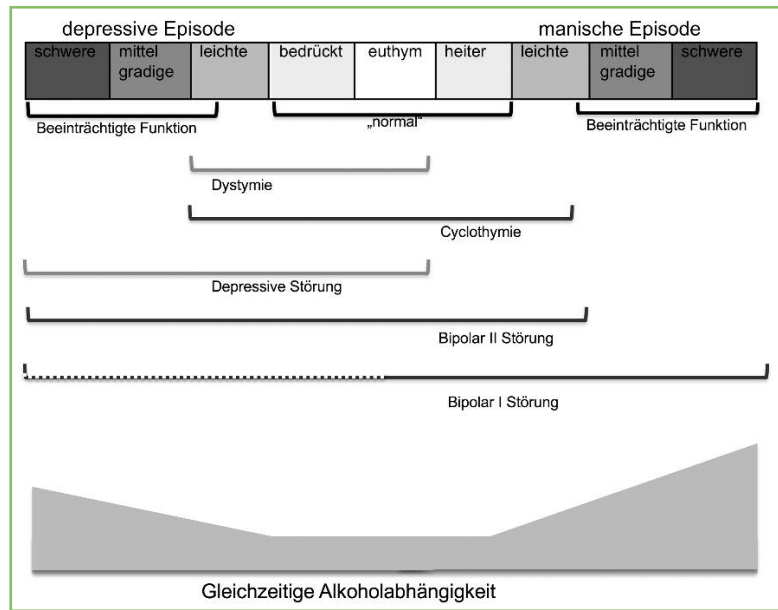 depressive Episode manische Episode
schwere mittel leichte bedrückt euthym heiter leichte mittel schwere
gradige gradige
Beeinträchtigte Funktion „normal“ Beeinträchtigte Funktion
Dystymie
Cyclothymie
Depressive Störung
Bipolar II Störung
Bipolar I Störung
Gleichzeitige Alkoholabhängigkeit